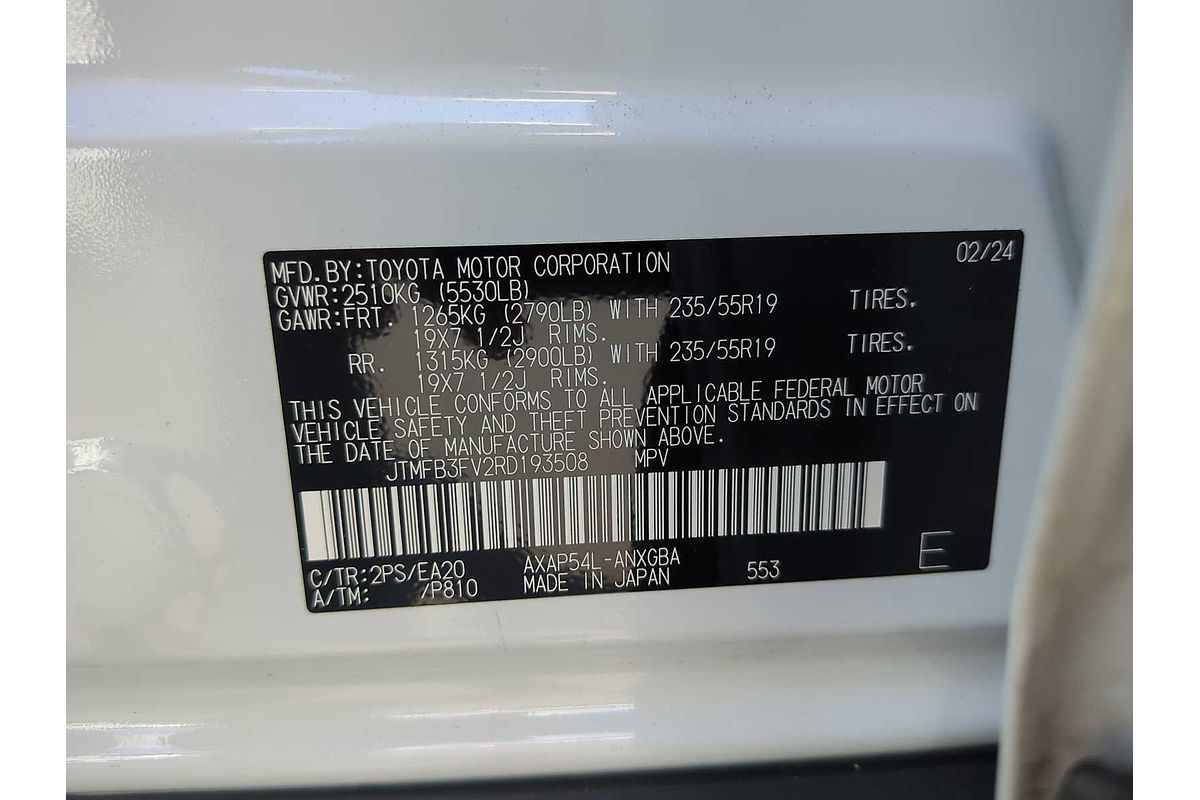 02/24
MFD.BY:TOYOTA MOTOR CORPORATION
GVWR:2510KG (5530LB)
GAWR:FRT. 1265KG (2790LB) WITH 235/55R19 TIRES.
19X7 1/2J RIMS.
RR. 1315KG (2900LB) WITH 235/55R19 TIRES.
19X7 1/2J RIMS.
THIS VEHICLE CONFORMS TO ALL APPLICABLE FEDERAL MOTOR
VEHICLE SAFETY AND THEFT PREVENTION STANDARDS IN EFFECT ON
THE DATE OF MANUFACTURE SHOWN ABOVE.
JTMFB3FV2RD193508 MPV
C/TR:2PS/EA20 AXAP54L-ANXGBA 553 E
A/TM: /P810 MADE IN JAPAN